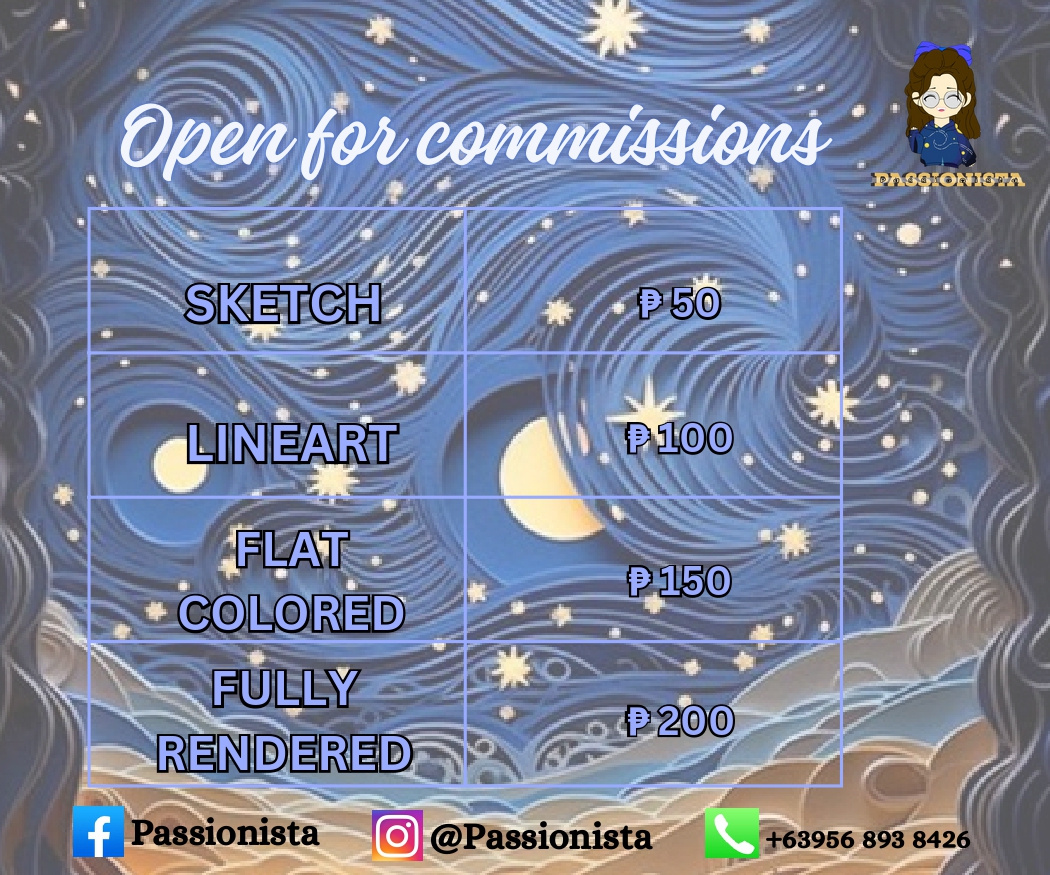 Open for commissions
PASSIONISTA
SKETCH
₱ 50
LINEART
₱ 100
FLAT
COLORED
₱ 150
FULLY
RENDERED
₱ 200
Passionista
@Passionista
+63956 893 8426